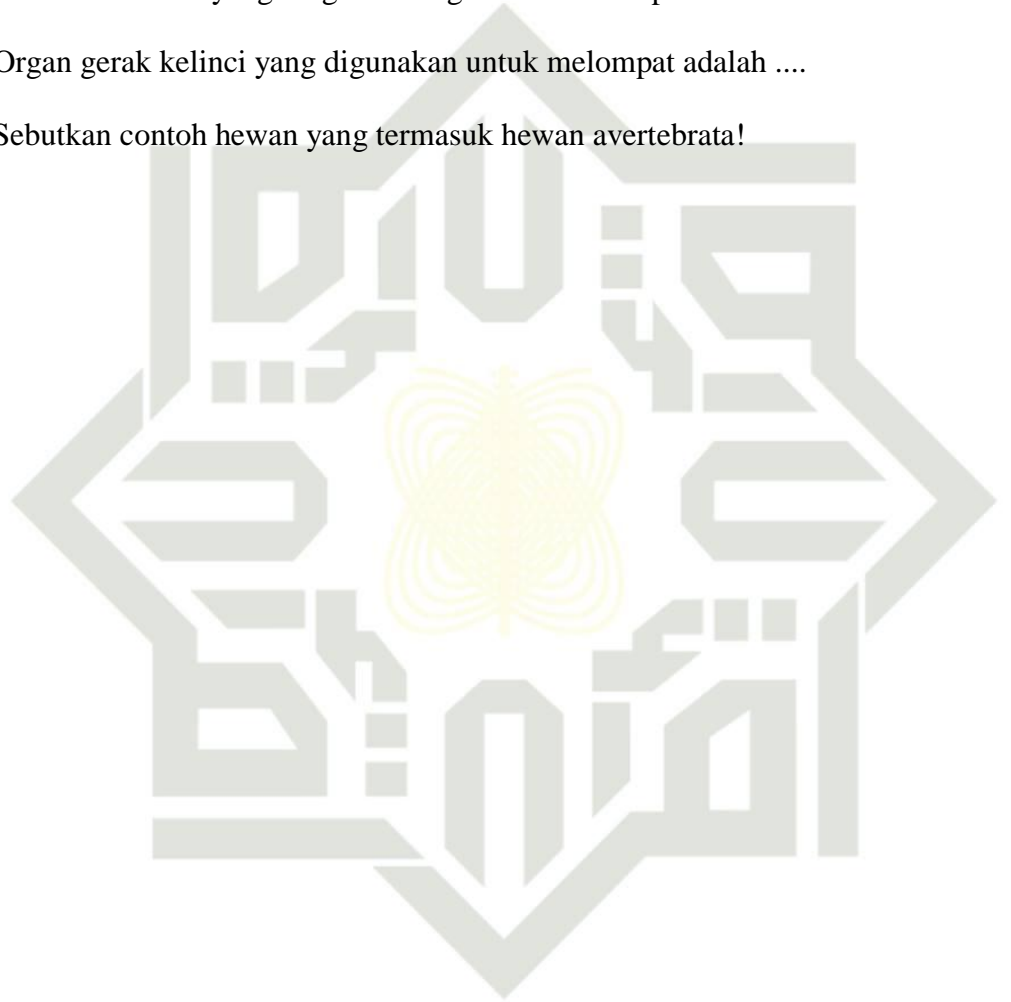 Organ gerak kelinci yang digunakan untuk melompat adalah ....
Sebutkan contoh hewan yang termasuk hewan avertebrata!